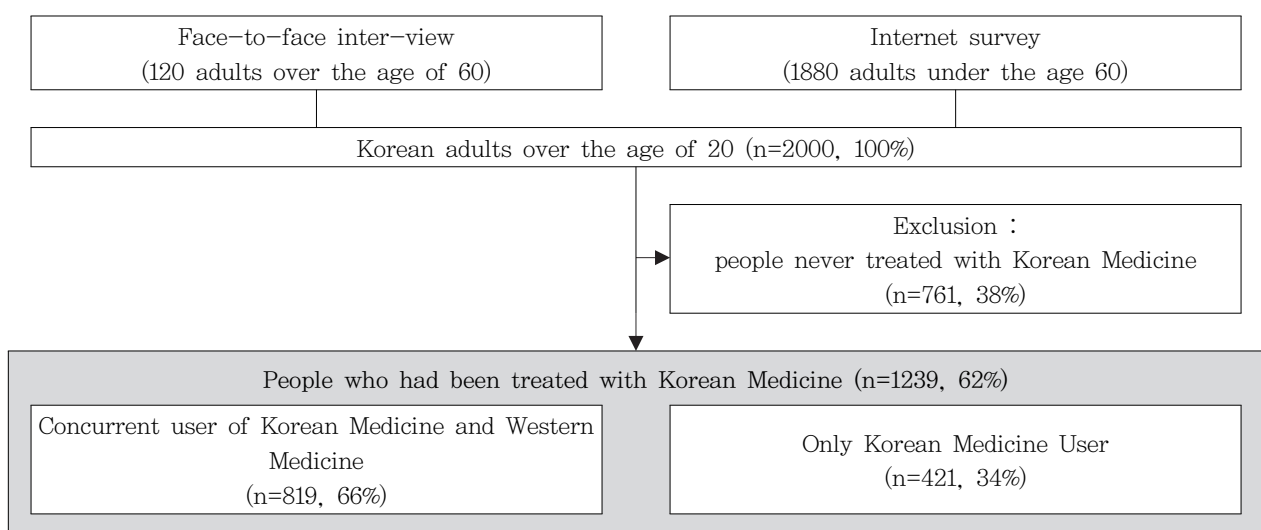 Face-to-face inter-view
(120 adults over the age of 60)
Internet survey
(1880 adults under the age 60)
Korean adults over the age of 20 (n=2000, 100%)
Exclusion :
people never treated with Korean Medicine
(n=761, 38%)
People who had been treated with Korean Medicine (n=1239, 62%)
Concurrent user of Korean Medicine and Western
Medicine
(n=819, 66%)
Only Korean Medicine User
(n=421, 34%)